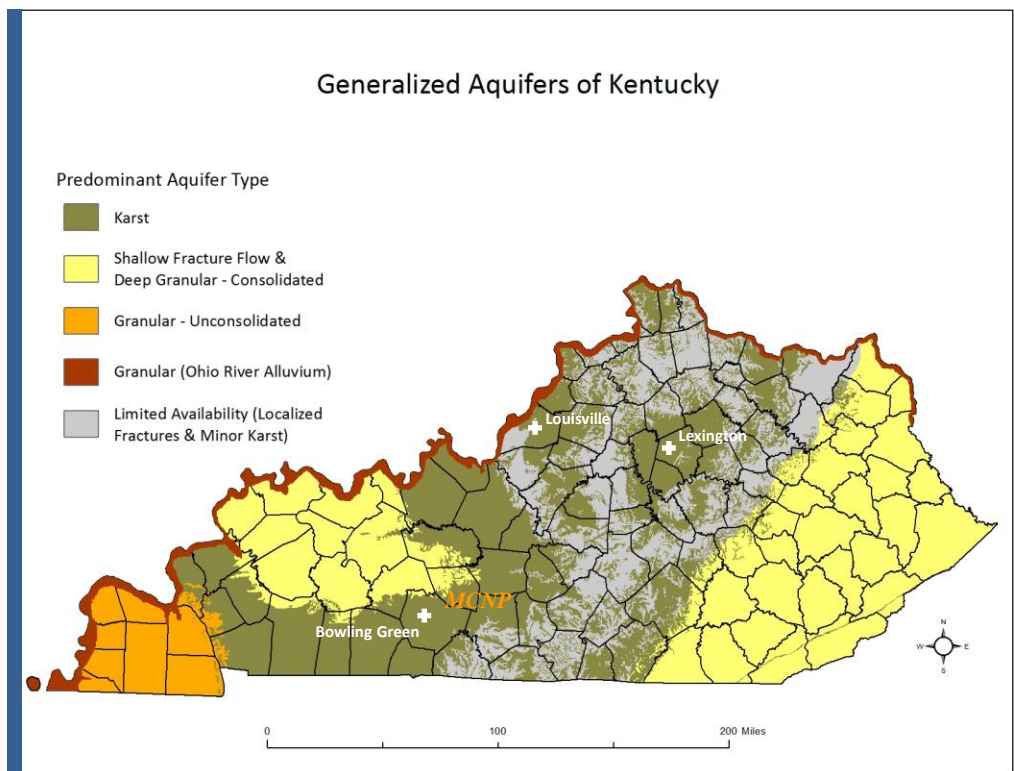 Generalized Aquifers of Kentucky
Predominant Aquifer Type
Karst
Shallow Fracture Flow &
Deep Granular - Consolidated
Granular - Unconsolidated
Granular (Ohio River Alluvium)
Limited Availability (Localized
Fractures & Minor Karst)
Louisville
Lexington
MCNP
Bowling Green
N
W E
S
0 100 200 Miles